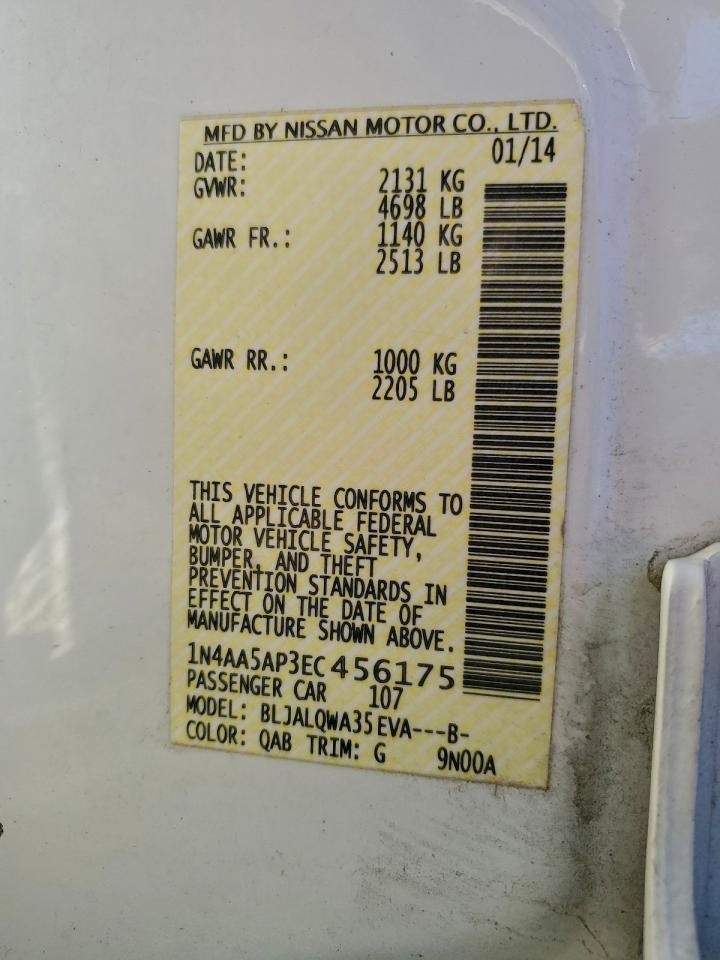 MFD BY NISSAN MOTOR CO., LTD.
DATE: 01/14
GVWR: 2131 KG
4698 LB
GAWR FR.: 1140 KG
2513 LB
GAWR RR.: 1000 KG
2205 LB
THIS VEHICLE CONFORMS TO
ALL APPLICABLE FEDERAL
MOTOR VEHICLE SAFETY,
BUMPER, AND THEFT
PREVENTION STANDARDS IN
EFFECT ON THE DATE OF
MANUFACTURE SHOWN ABOVE.
1N4AA5AP3EC456175
PASSENGER CAR 107
MODEL: BLJALQWA35EVA---B-
COLOR: QAB TRIM: G 9N00A